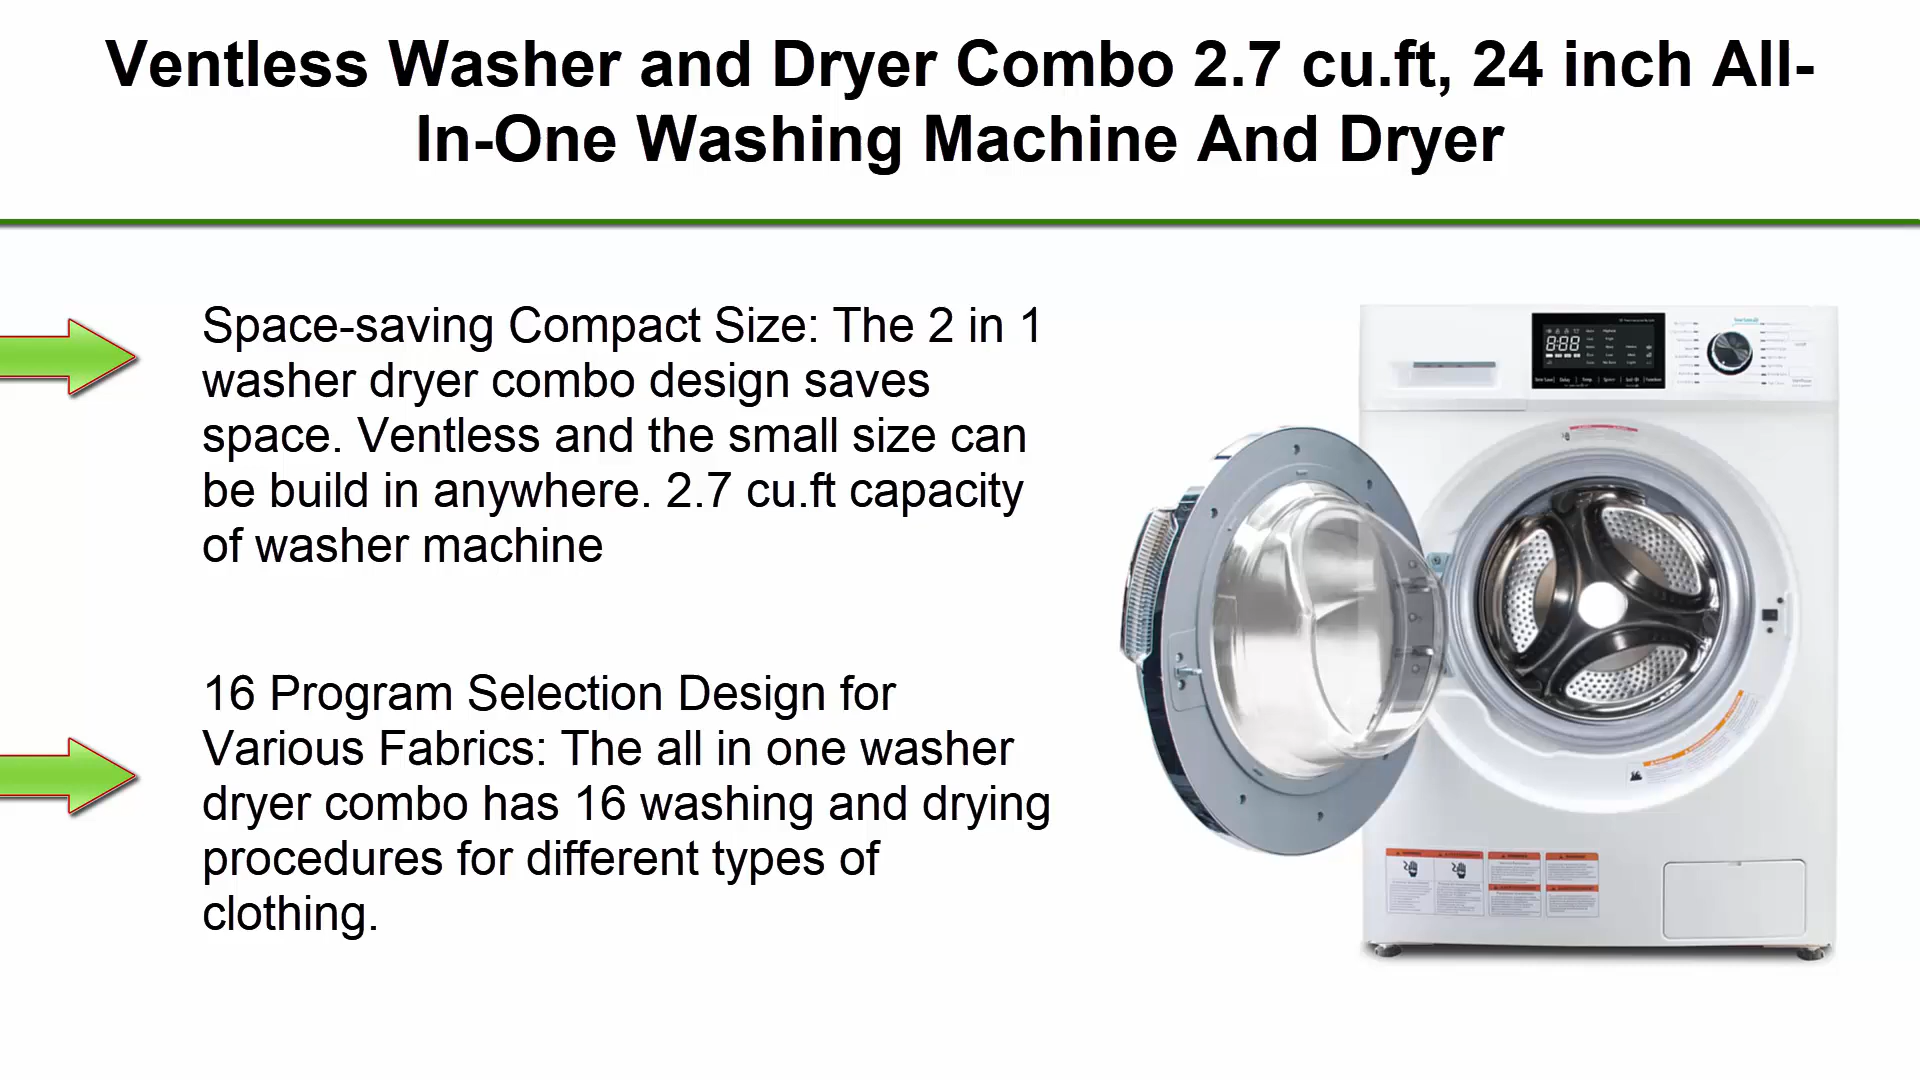 Ventless Washer and Dryer Combo 2.7 cu.ft, 24 inch All-
In-One Washing Machine And Dryer
Space-saving Compact Size: The 2 in 1
washer dryer combo design saves
space. Ventless and the small size can
be build in anywhere. 2.7 cu.ft capacity
of washer machine
16 Program Selection Design for
Various Fabrics: The all in one washer
dryer combo has 16 washing and drying
procedures for different types of
clothing.